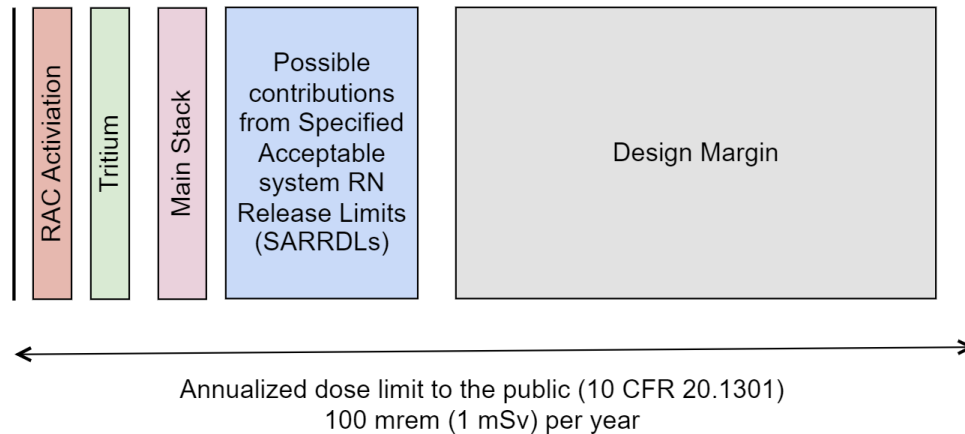 RAC Activiation
Tritium
Main Stack
Possible
contributions
from Specified
Acceptable
system RN
Release Limits
(SARRDLs)
Design Margin
Annualized dose limit to the public (10 CFR 20.1301)
100 mrem (1 mSv) per year